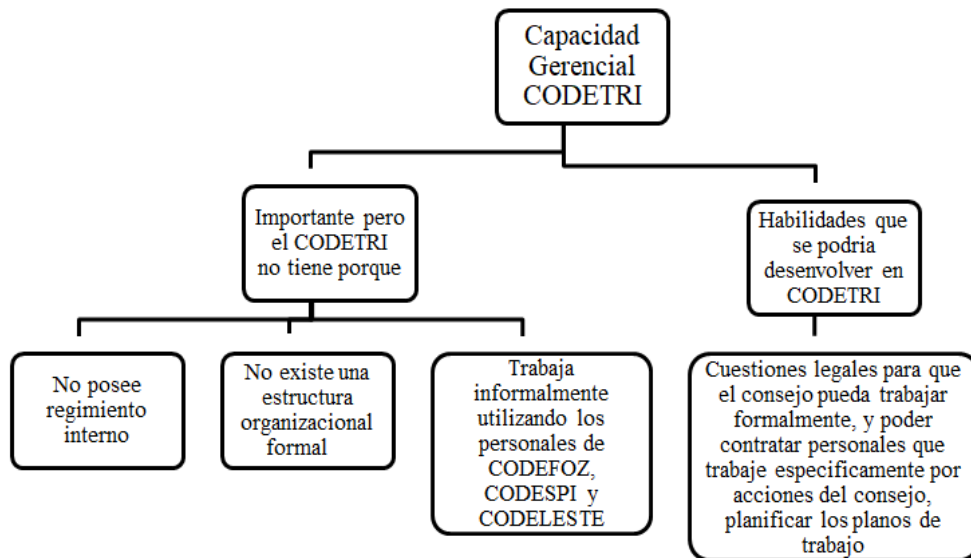 Capacidad
Gerencial
CODETRI
Importante pero
el CODETRI
no tiene porque
Habilidades que
se podria
desenvolver en
CODETRI
No posee
regimiento
interno
No existe una
estructura
organizacional
formal
Trabaja
informalmente
utilizando los
personales de
CODEFOZ,
CODESPI y
CODELESTE
Cuestiones legales para que
el consejo pueda trabajar
formalmente, y poder
contratar personales que
trabaje especificamente por
acciones del consejo,
planificar los planos de
trabajo